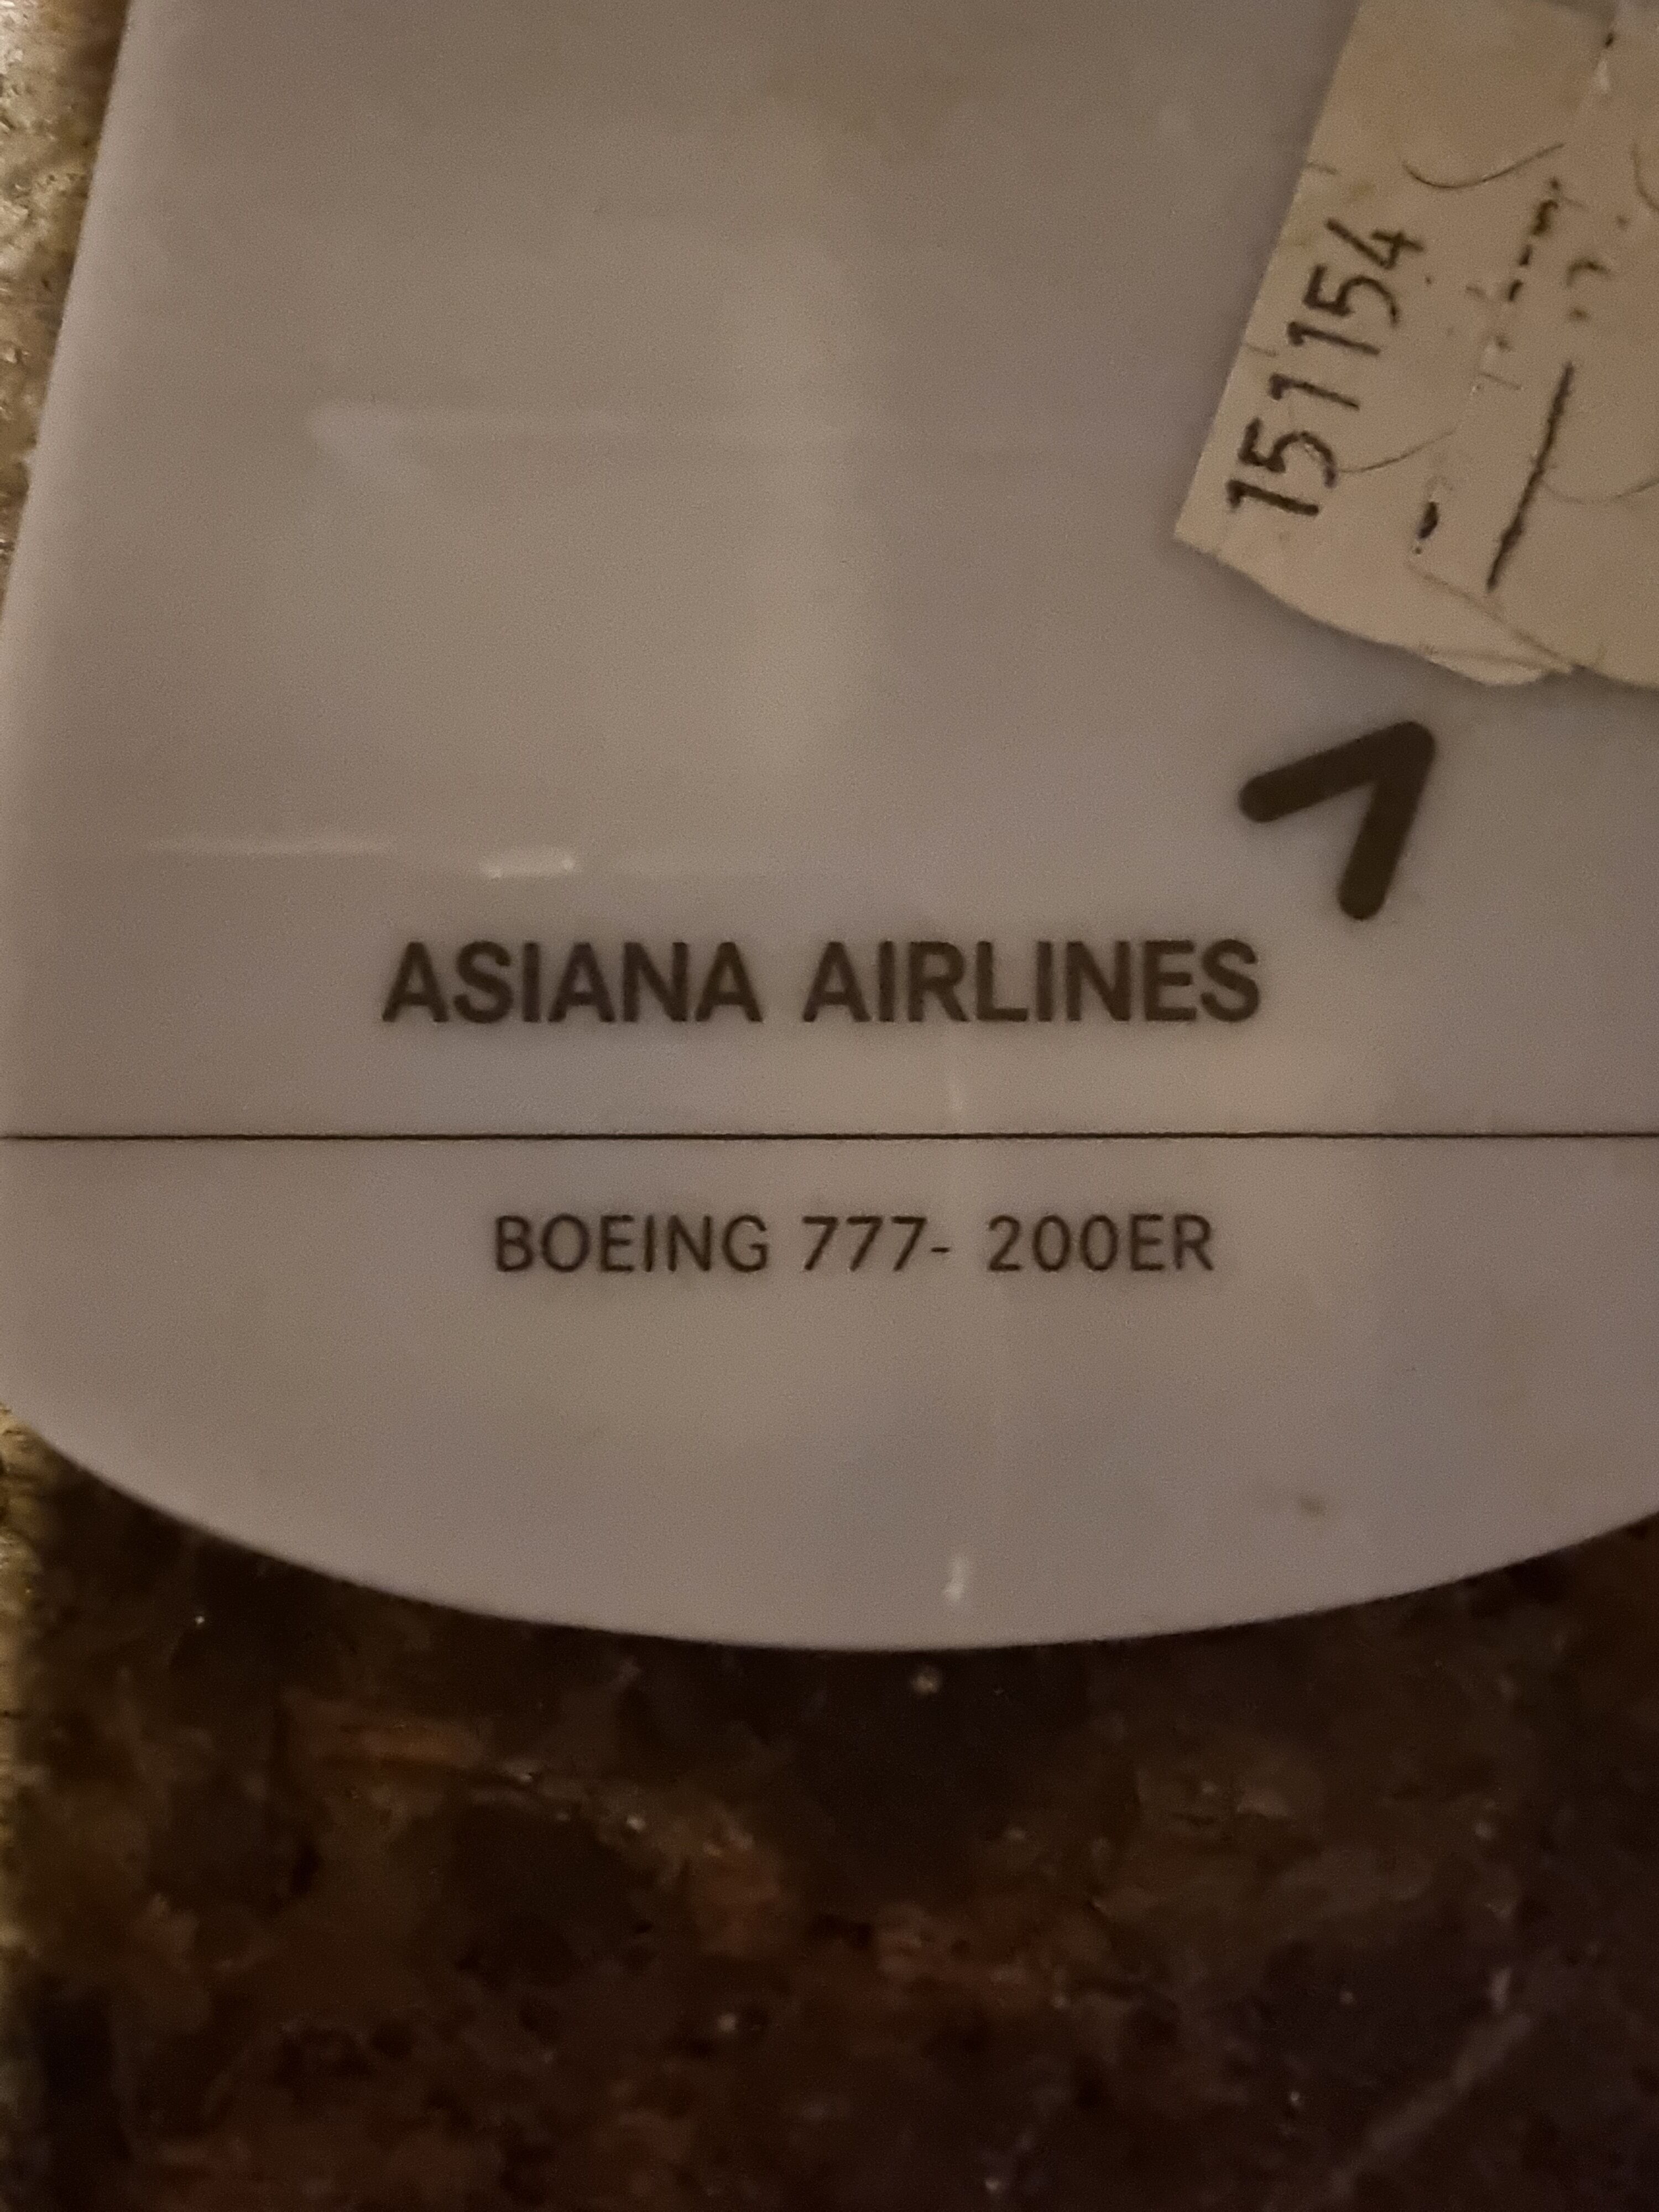 151154
ASIANA AIRLINES
BOEING 777- 200ER